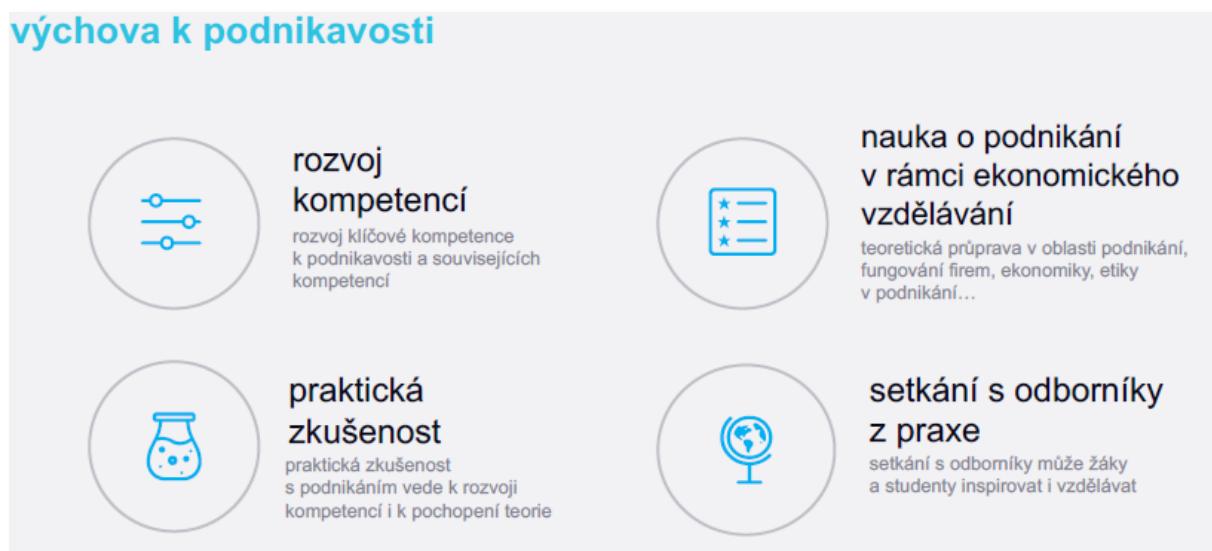 výchova k podnikavosti
rozvoj
kompetencí
rozvoj klíčové kompetence
k podnikavosti a souvisejících
kompetencí
nauka o podnikání
v rámci ekonomického
vzdělávání
teoretická průprava v oblasti podnikání,
fungování firem, ekonomiky, etiky
v podnikání…
praktická
zkušenost
praktická zkušenost
s podnikáním vede k rozvoji
kompetencí i k pochopení teorie
setkání s odborníky
z praxe
setkání s odborníky může žáky
a studenty inspirovat i vzdělávat